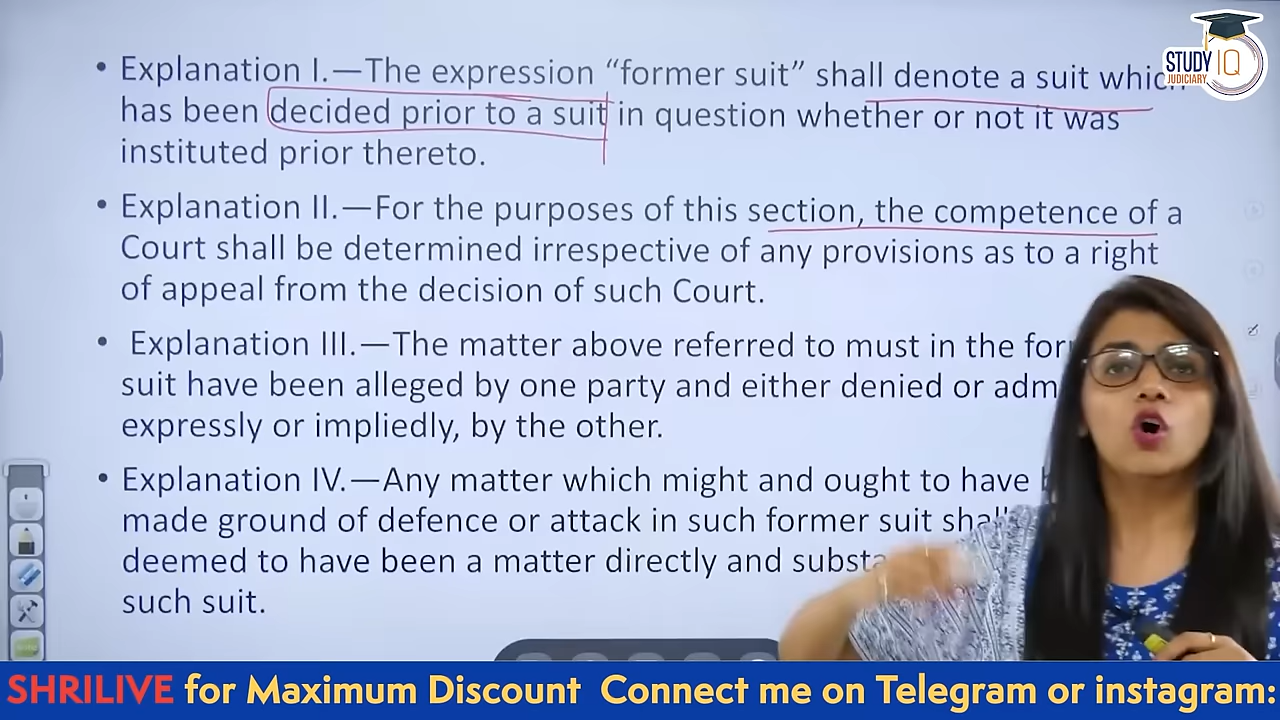 • Explanation I.—The expression “former suit” shall denote a suit which
has been decided prior to a suit in question whether or not it was
instituted prior thereto.
• Explanation II.—For the purposes of this section, the competence of a
Court shall be determined irrespective of any provisions as to a right
of appeal from the decision of such Court.
• Explanation III.—The matter above referred to must in the
suit have been alleged by one party and either denied or
expressly or impliedly, by the other.
• Explanation IV.—Any matter which might and ought to have
made ground of defence or attack in such former suit
deemed to have been a matter directly and
such suit.
STUDY IQ
JUDICIARY
SHRILIVE for Maximum Discount Connect me on Telegram or instagram: